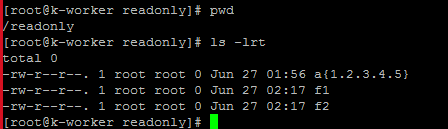 [root@k-worker readonly]# pwd
/readonly
[root@k-worker readonly]# ls -lrt
total 0
-rw-r--r--. 1 root root 0 Jun 27 01:56 a{1.2.3.4.5}
-rw-r--r--. 1 root root 0 Jun 27 02:17 f1
-rw-r--r--. 1 root root 0 Jun 27 02:17 f2
[root@k-worker readonly]#